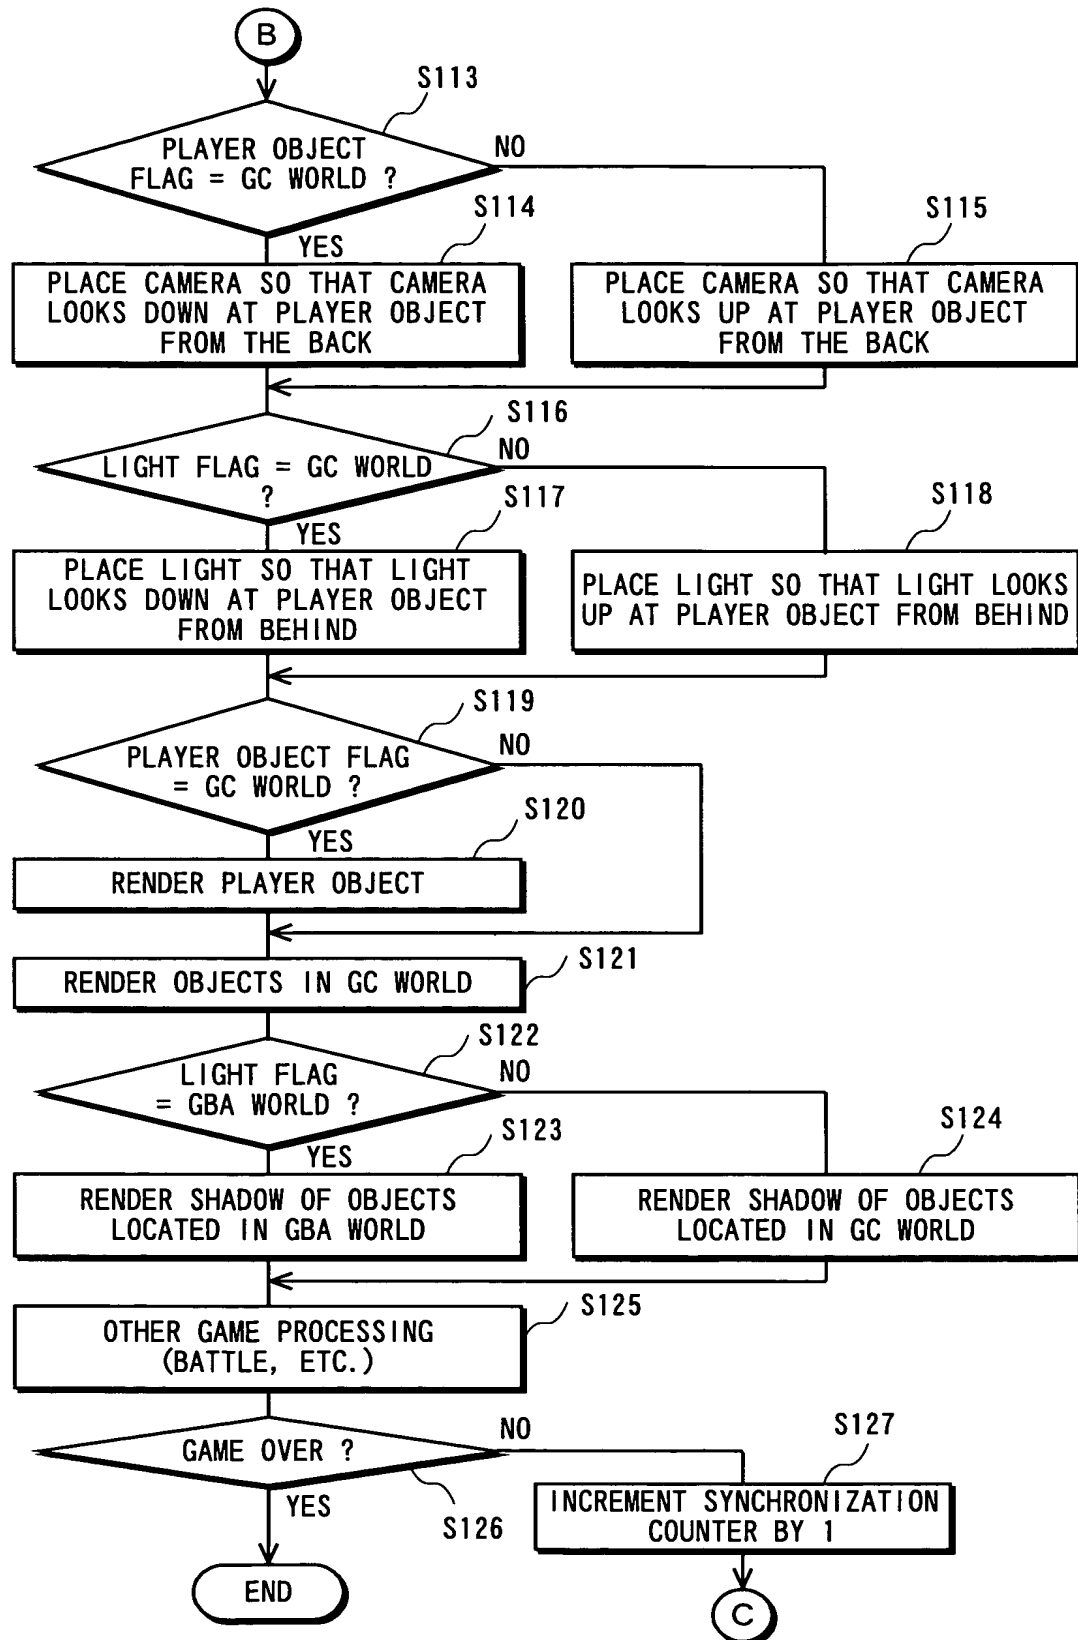 B
S113
PLAYER OBJECT
FLAG = GC WORLD ?
NO
YES
S114
PLACE CAMERA SO THAT CAMERA
LOOKS DOWN AT PLAYER OBJECT
FROM THE BACK
S115
PLACE CAMERA SO THAT CAMERA
LOOKS UP AT PLAYER OBJECT
FROM THE BACK
S116
LIGHT FLAG = GC WORLD
?
NO
YES
S117
PLACE LIGHT SO THAT LIGHT
LOOKS DOWN AT PLAYER OBJECT
FROM BEHIND
S118
PLACE LIGHT SO THAT LIGHT LOOKS
UP AT PLAYER OBJECT FROM BEHIND
S119
PLAYER OBJECT FLAG
= GC WORLD ?
NO
YES
S120
RENDER PLAYER OBJECT
S121
RENDER OBJECTS IN GC WORLD
S122
LIGHT FLAG
= GBA WORLD ?
NO
YES
S123
RENDER SHADOW OF OBJECTS
LOCATED IN GBA WORLD
S124
RENDER SHADOW OF OBJECTS
LOCATED IN GC WORLD
S125
OTHER GAME PROCESSING
(BATTLE, ETC.)
GAME OVER ?
NO
YES
S126
S127
INCREMENT SYNCHRONIZATION
COUNTER BY 1
END
C